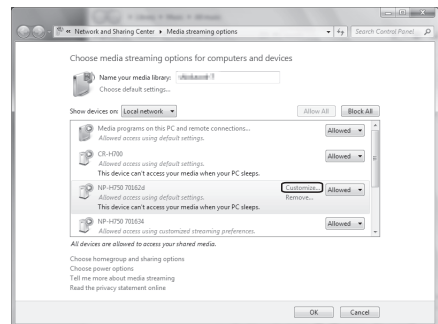 « Network and Sharing Center ▸ Media streaming options
Search Control Panel
Choose media streaming options for computers and devices
Name your media library:
Choose default settings...
Show devices on: Local network
Allow All
Block All
Media programs on this PC and remote connections...
Allowed access using default settings.
Allowed
CR-H700
Allowed access using default settings.
This device can't access your media when your PC sleeps.
Allowed
NP-H750 70162d
Allowed access using default settings.
This device can't access your media when your PC sleeps.
Customize...
Remove...
Allowed
NP-H750 701634
Allowed access using customized streaming preferences.
Allowed
All devices are allowed to access your shared media.
Choose homegroup and sharing options
Choose power options
Tell me more about media streaming
Read the privacy statement online
OK
Cancel